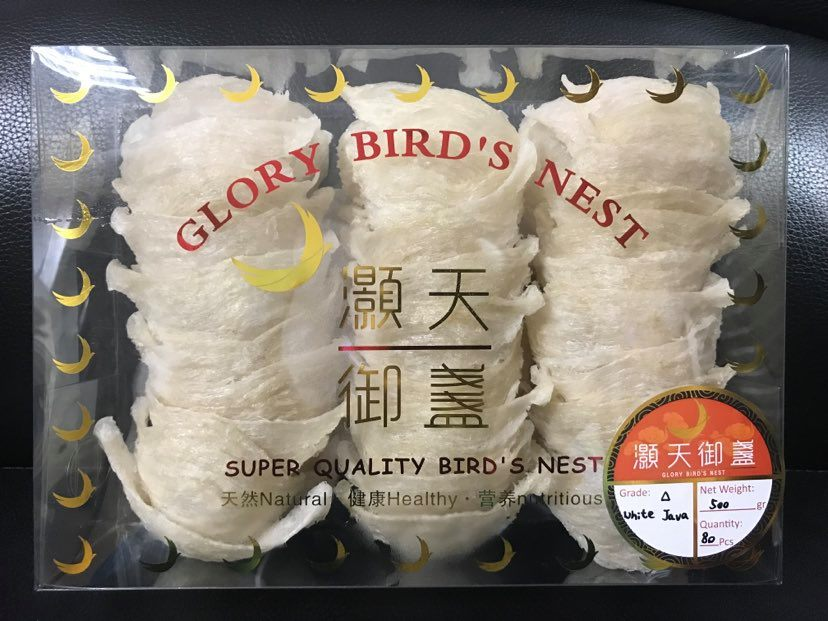 GLORY BIRD'S NEST
灝天
御盞
SUPER QUALITY BIRD'S NEST
天然Natural · 健康Healthy · 营养nutritious
灝天御盞
GLORY BIRD'S NEST
Grade: Δ
White Java
Net Weight:
500 gr
Quantity:
80 Pcs